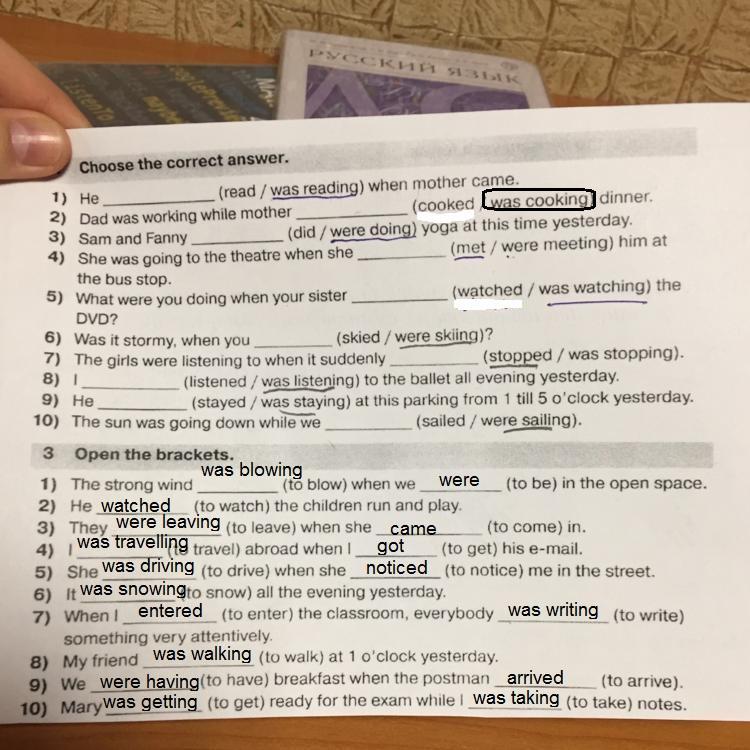 РУССКИЙ ЯЗЫК
listen to
maybe
Choose the correct answer.
1) He ____________ (read / was reading) when mother came.
2) Dad was working while mother ____________ (cooked / was cooking) dinner.
3) Sam and Fanny __________ (did / were doing) yoga at this time yesterday.
4) She was going to the theatre when she __________ (met / were meeting) him at
the bus stop.
5) What were you doing when your sister __________ (watched / was watching) the
DVD?
6) Was it stormy, when you ________ (skied / were skiing)?
7) The girls were listening to when it suddenly __________ (stopped / was stopping).
8) I __________ (listened / was listening) to the ballet all evening yesterday.
9) He __________ (stayed / was staying) at this parking from 1 till 5 o'clock yesterday.
10) The sun was going down while we __________ (sailed / were sailing).
3 Open the brackets.
1) The strong wind was blowing (to blow) when we were (to be) in the open space.
2) He watched (to watch) the children run and play.
3) They were leaving (to leave) when she came (to come) in.
4) I was travelling (to travel) abroad when I got (to get) his e-mail.
5) She was driving (to drive) when she noticed (to notice) me in the street.
6) It was snowing (to snow) all the evening yesterday.
7) When I entered (to enter) the classroom, everybody was writing (to write)
something very attentively.
8) My friend was walking (to walk) at 1 o'clock yesterday.
9) We were having (to have) breakfast when the postman arrived (to arrive).
10) Mary was getting (to get) ready for the exam while I was taking (to take) notes.